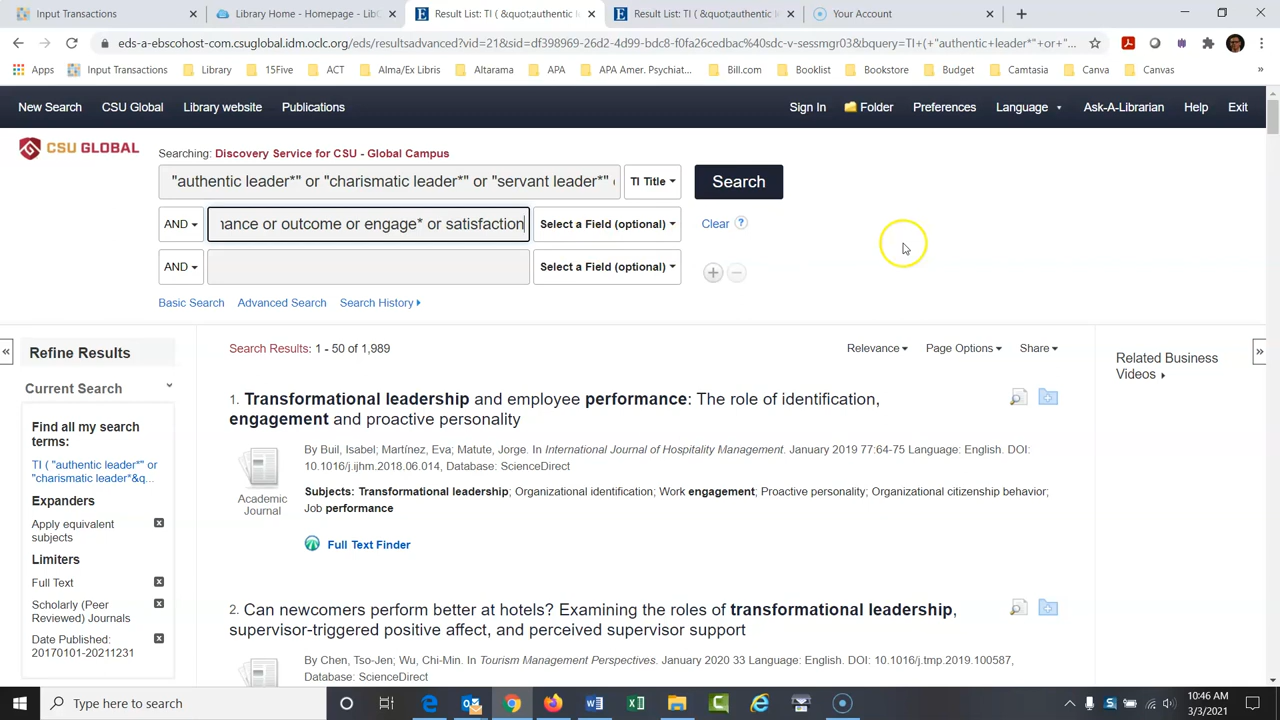 Input Transactions
Library Home - Homepage - LibG
Result List: TI ( &quot;authentic le
Result List: TI ( &quot;authentic le
Your Account
eds-a-ebscohost-com.csuglobal.idm.oclc.org/eds/resultsadvanced?vid=21&sid=df398969-26d2-4d99-bdc8-f0fa26cedbac%40sdc-v-sessmgr03&bquery=TI+(+"authentic+leader*"+or+"...
Apps Input Transactions Library 15Five ACT Alma/Ex Libris Altarama APA APA Amer. Psychiat... Bill.com Booklist Bookstore Budget Camtasia Canva Canvas
New Search CSU Global Library website Publications Sign In Folder Preferences Language Ask-A-Librarian Help Exit
CSU GLOBAL
Searching: Discovery Service for CSU - Global Campus
"authentic leader*" or "charismatic leader*" or "servant leader*" TI Title Search
AND nance or outcome or engage* or satisfaction Select a Field (optional) Clear ?
AND Select a Field (optional)
Basic Search Advanced Search Search History
Refine Results
Current Search
Find all my search
terms:
TI ( "authentic leader*" or
"charismatic leader*&q...
Expanders
Apply equivalent
subjects
Limiters
Full Text
Scholarly (Peer
Reviewed) Journals
Date Published:
20170101-20211231
Search Results: 1 - 50 of 1,989
Relevance Page Options Share
1. Transformational leadership and employee performance: The role of identification,
engagement and proactive personality
Academic
Journal
By Buil, Isabel; Martínez, Eva; Matute, Jorge. In International Journal of Hospitality Management. January 2019 77:64-75 Language: English. DOI:
10.1016/j.ijhm.2018.06.014, Database: ScienceDirect
Subjects: Transformational leadership; Organizational identification; Work engagement; Proactive personality; Organizational citizenship behavior;
Job performance
Full Text Finder
2. Can newcomers perform better at hotels? Examining the roles of transformational leadership,
supervisor-triggered positive affect, and perceived supervisor support
By Chen, Tso-Jen; Wu, Chi-Min. In Tourism Management Perspectives. January 2020 33 Language: English. DOI: 10.1016/j.tmp.2019.100587,
Database: ScienceDirect
Related Business
Videos
Type here to search
10:46 AM
3/3/2021